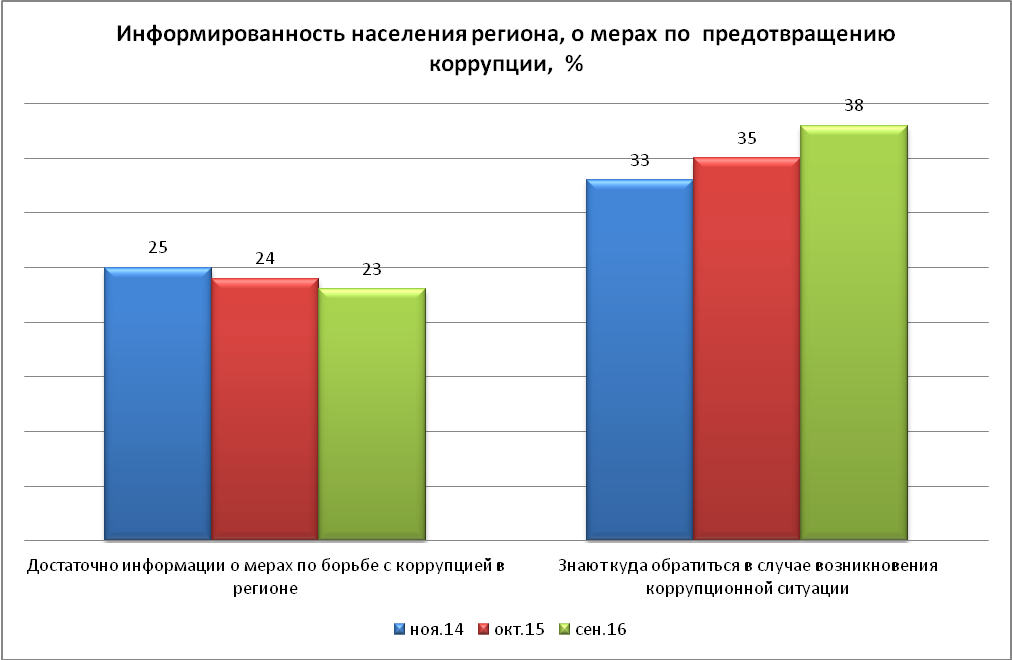 Информированность населения региона, о мерах по предотвращению
коррупции, %
25
24
23
33
35
38
Достаточно информации о мерах по борьбе с коррупцией в
регионе
Знают куда обратиться в случае возникновения
коррупционной ситуации
ноя.14 окт.15 сен.16